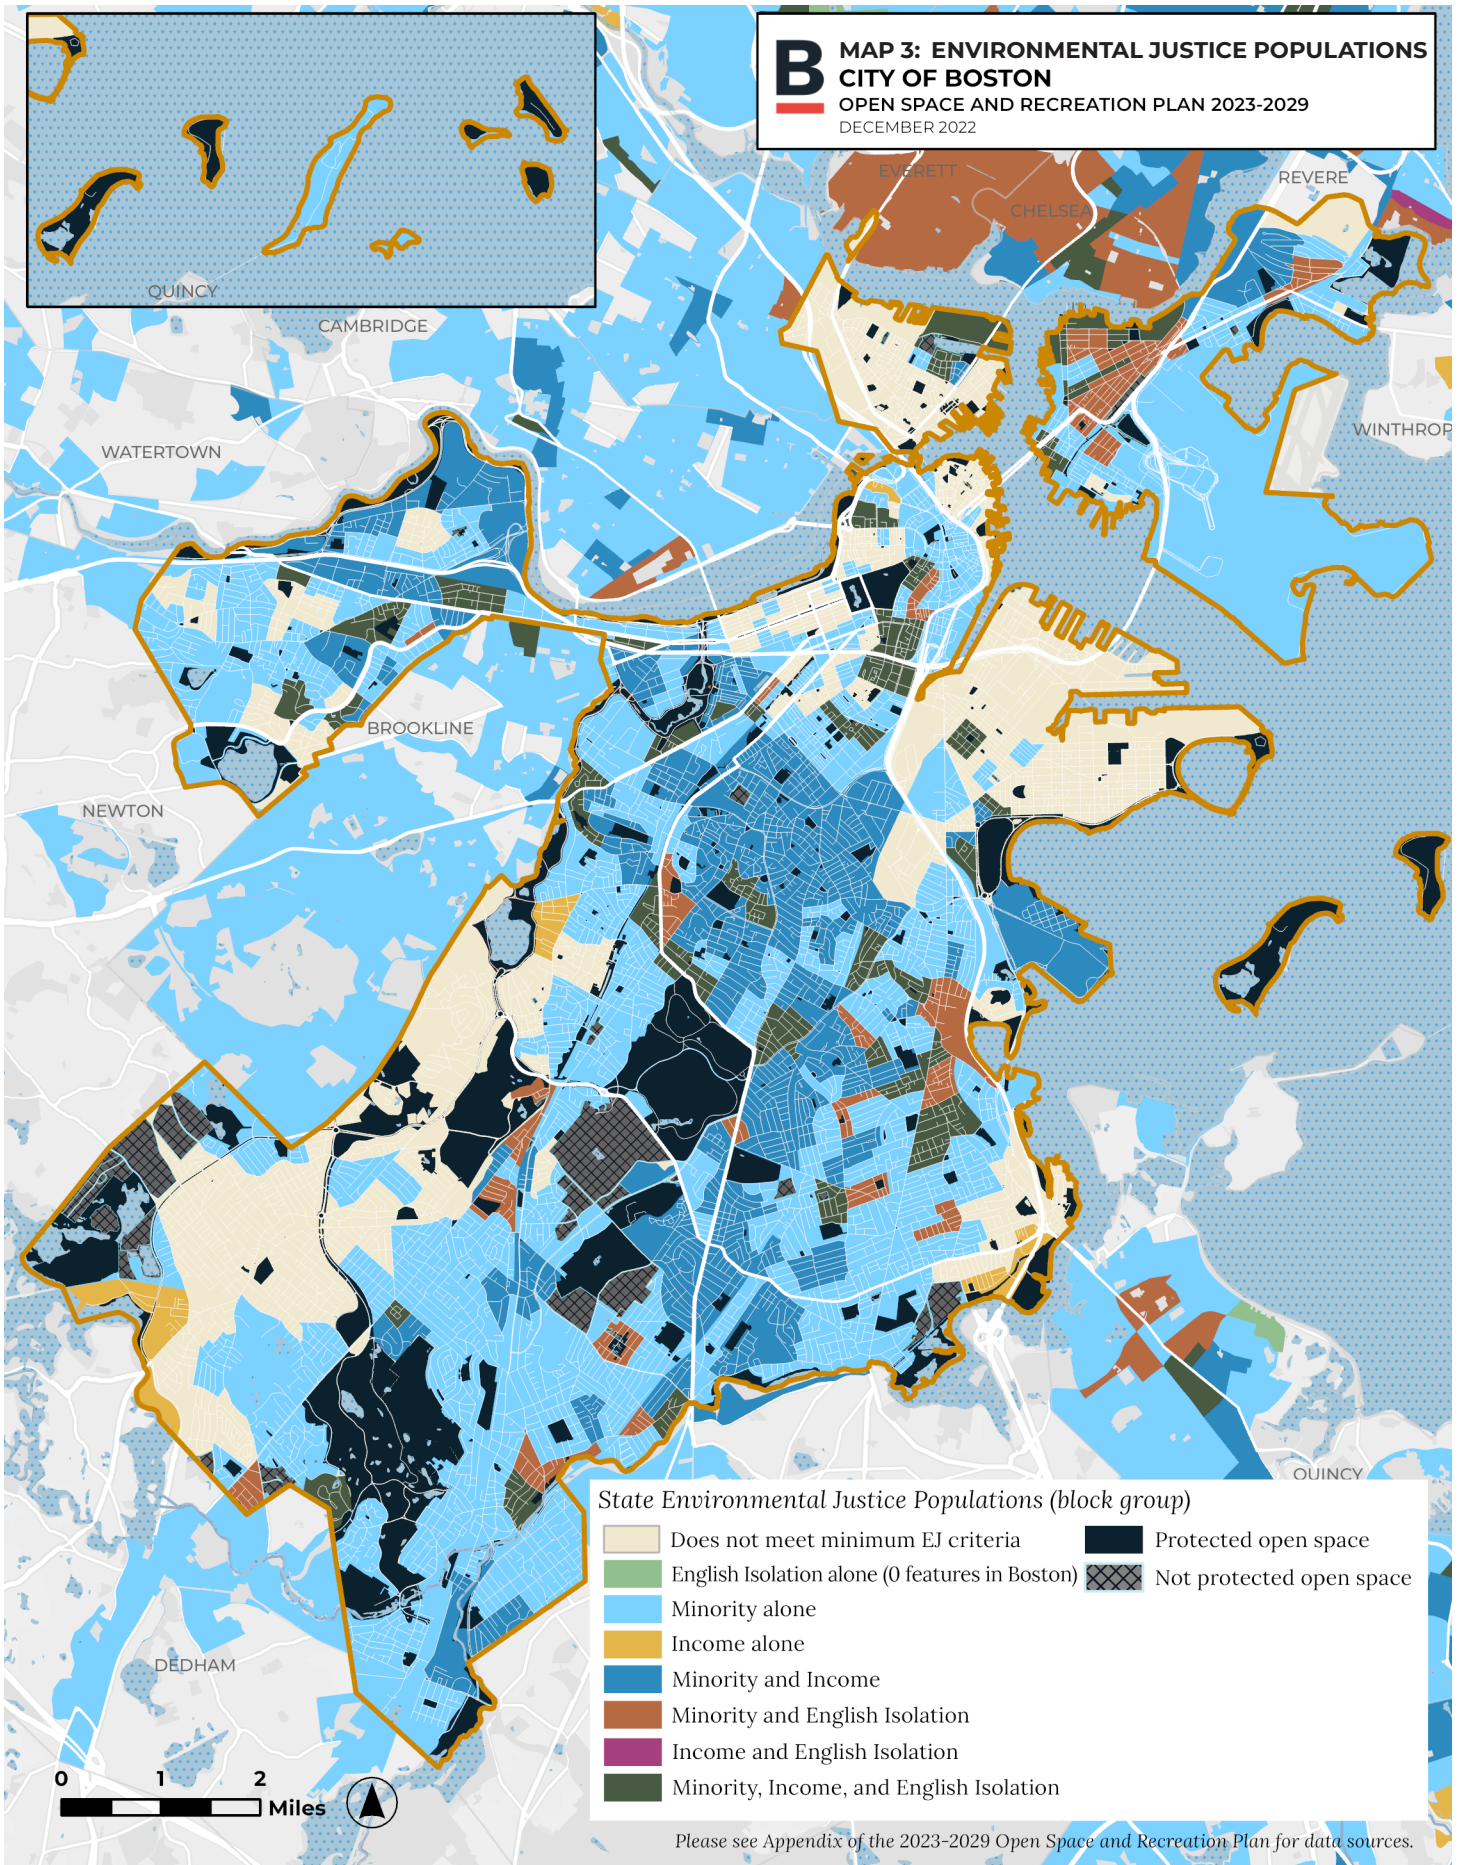 B
MAP 3: ENVIRONMENTAL JUSTICE POPULATIONS
CITY OF BOSTON
OPEN SPACE AND RECREATION PLAN 2023-2029
DECEMBER 2022
EVERETT
REVERE
CHELSEA
QUINCY
CAMBRIDGE
WINTHROP
WATERTOWN
BROOKLINE
NEWTON
QUINCY
State Environmental Justice Populations (block group)
Does not meet minimum EJ criteria
English Isolation alone (0 features in Boston)
Minority alone
Income alone
Minority and Income
Minority and English Isolation
Income and English Isolation
Minority, Income, and English Isolation
Protected open space
Not protected open space
DEDHAM
0 1 2
Miles
Please see Appendix of the 2023-2029 Open Space and Recreation Plan for data sources.